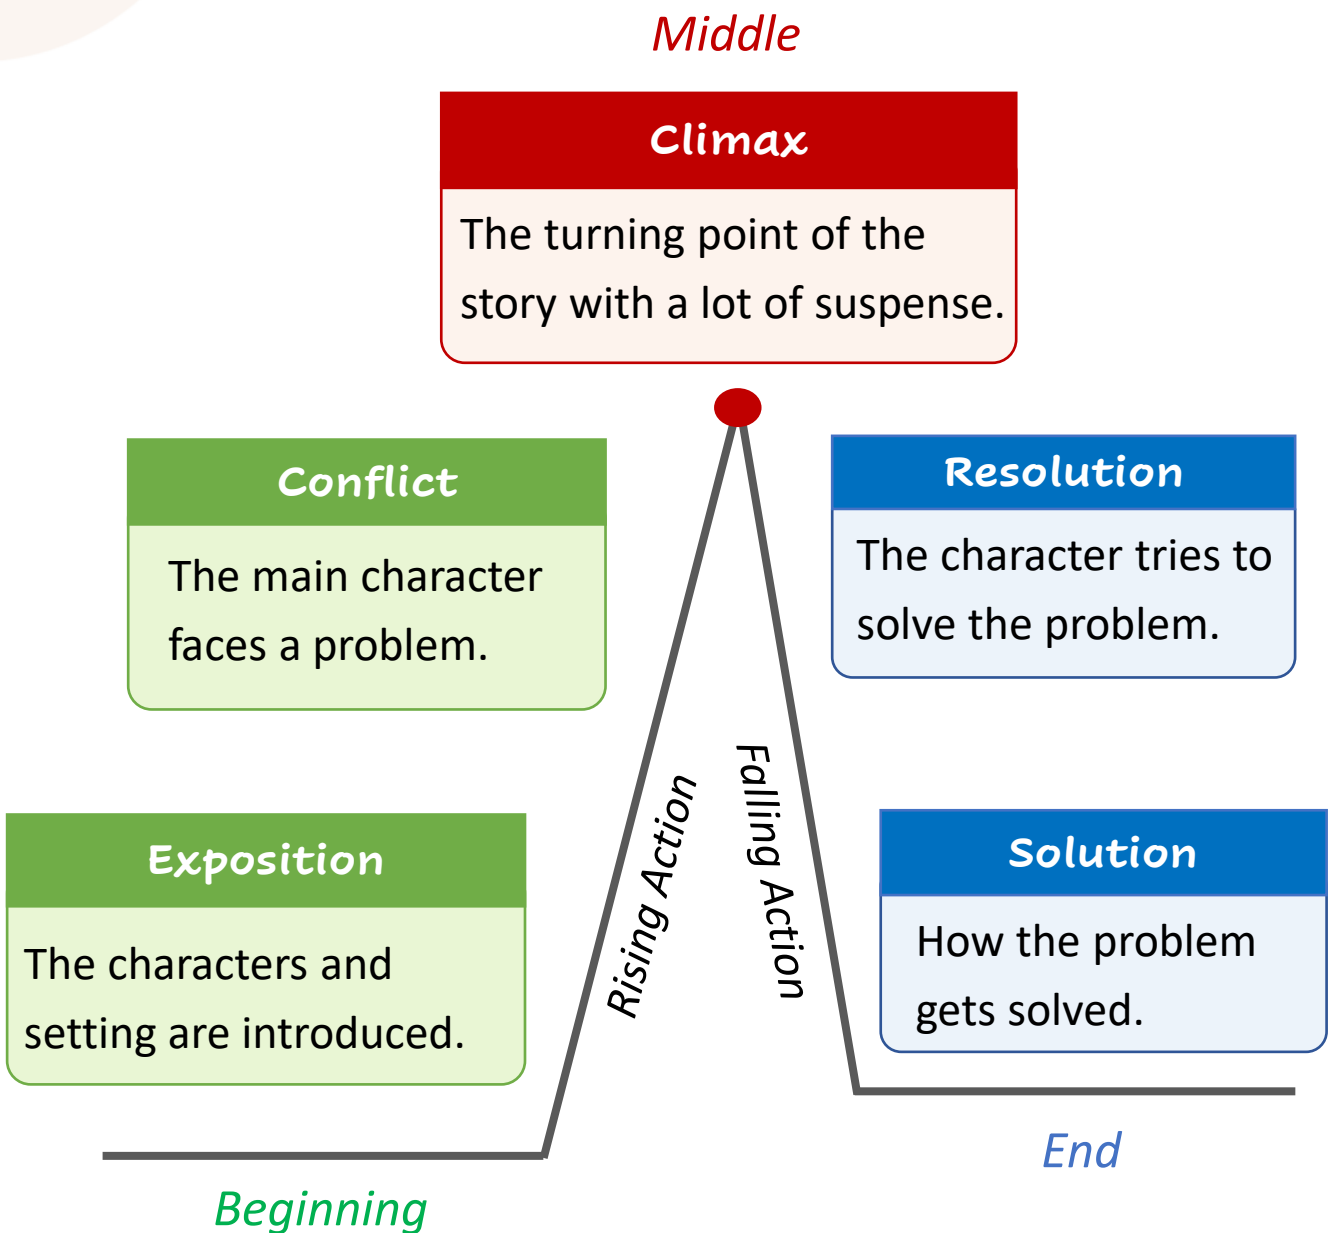 Middle
Climax
The turning point of the
story with a lot of suspense.
Conflict
The main character
faces a problem.
Resolution
The character tries to
solve the problem.
Rising Action
Falling Action
Exposition
The characters and
setting are introduced.
Solution
How the problem
gets solved.
Beginning
End